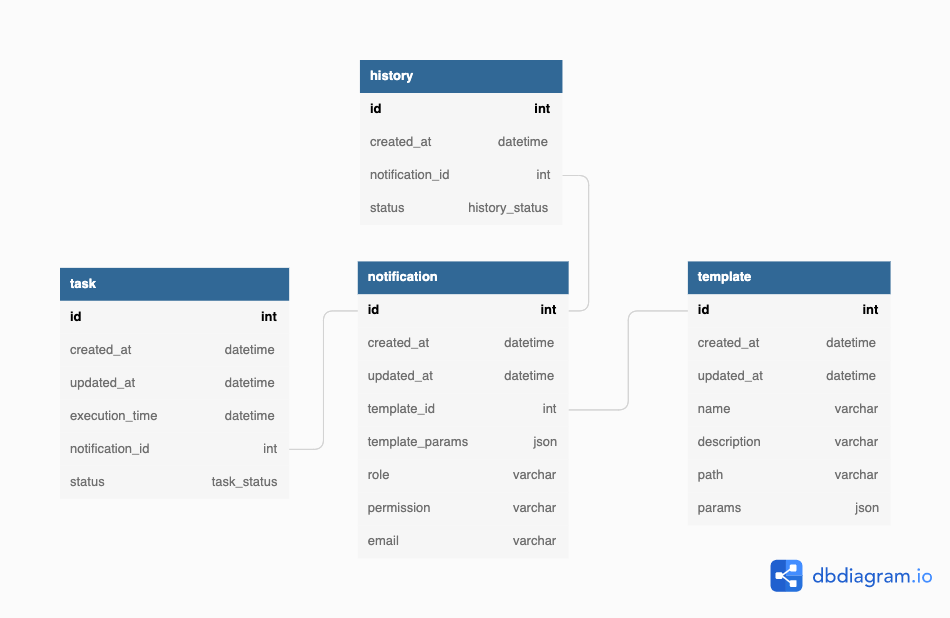 history
id int
created_at datetime
notification_id int
status history_status
task
id int
created_at datetime
updated_at datetime
execution_time datetime
notification_id int
status task_status
notification
id int
created_at datetime
updated_at datetime
template_id int
template_params json
role varchar
permission varchar
email varchar
template
id int
created_at datetime
updated_at datetime
name varchar
description varchar
path varchar
params json
dbdiagram.io